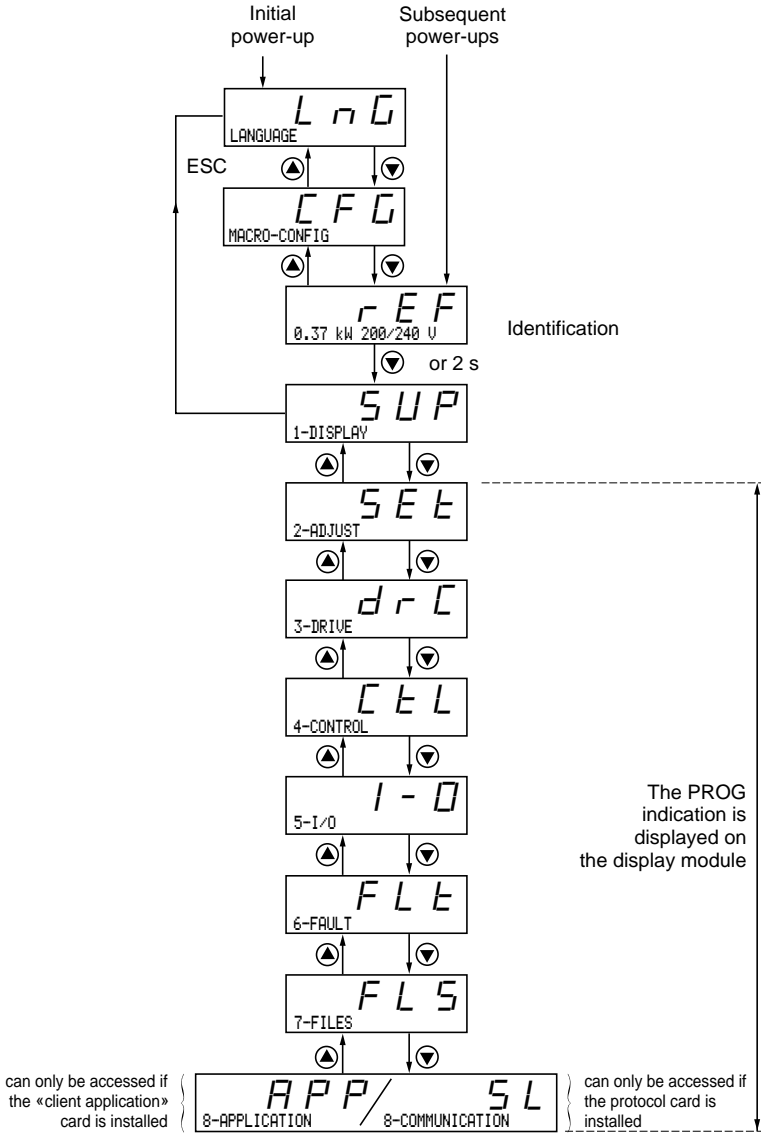 Initial
power-up
Subsequent
power-ups
LnG
LANGUAGE
ESC
CFG
MACRO-CONFIG
rEF
0.37 kW 200/240 V
Identification
or 2 s
SUP
1-DISPLAY
SEt
2-ADJUST
drC
3-DRIVE
CtL
4-CONTROL
I-O
5-I/O
The PROG
indication is
displayed on
the display module
FLt
6-FAULT
FLS
7-FILES
can only be accessed if
the «client application»
card is installed
APP/ SL
8-APPLICATION 8-COMMUNICATION
can only be accessed if
the protocol card is
installed